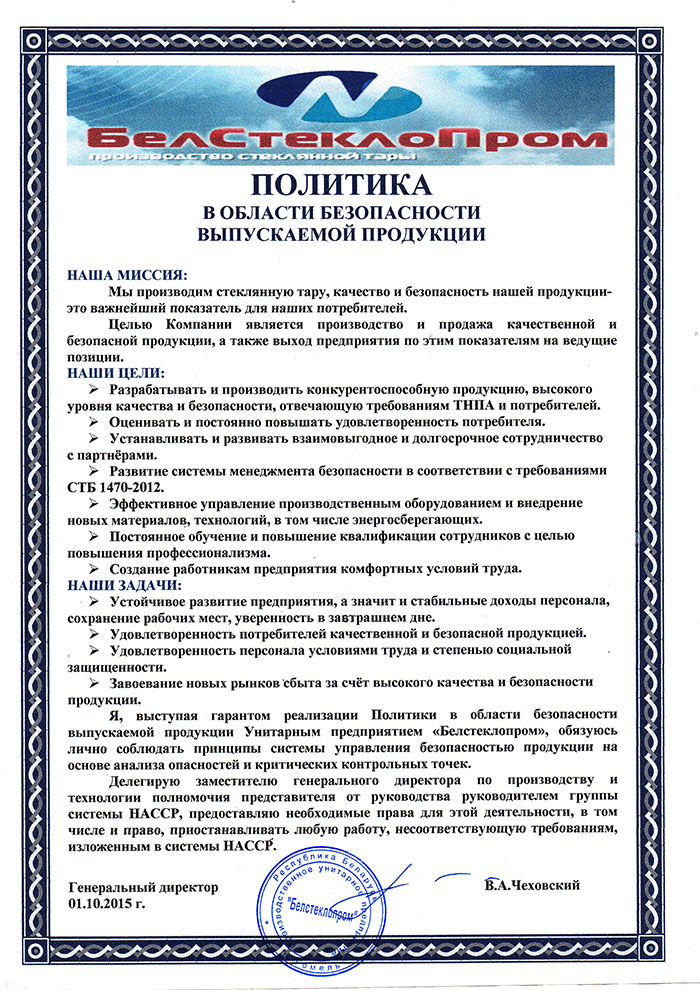 БелСтеклоПром
производство стеклянной тары
ПОЛИТИКА
В ОБЛАСТИ БЕЗОПАСНОСТИ
ВЫПУСКАЕМОЙ ПРОДУКЦИИ
НАША МИССИЯ:
Мы производим стеклянную тару, качество и безопасность нашей продукции-
это важнейший показатель для наших потребителей.
Целью Компании является производство и продажа качественной и
безопасной продукции, а также выход предприятия по этим показателям на ведущие
позиции.
НАШИ ЦЕЛИ:
➢ Разрабатывать и производить конкурентоспособную продукцию, высокого
уровня качества и безопасности, отвечающую требованиям ТНПА и потребителей.
➢ Оценивать и постоянно повышать удовлетворенность потребителя.
➢ Устанавливать и развивать взаимовыгодное и долгосрочное сотрудничество
с партнёрами.
➢ Развитие системы менеджмента безопасности в соответствии с требованиями
СТБ 1470-2012.
➢ Эффективное управление производственным оборудованием и внедрение
новых материалов, технологий, в том числе энергосберегающих.
➢ Постоянное обучение и повышение квалификации сотрудников с целью
повышения профессионализма.
➢ Создание работникам предприятия комфортных условий труда.
НАШИ ЗАДАЧИ:
➢ Устойчивое развитие предприятия, а значит и стабильные доходы персонала,
сохранение рабочих мест, уверенность в завтрашнем дне.
➢ Удовлетворенность потребителей качественной и безопасной продукцией.
➢ Удовлетворенность персонала условиями труда и степенью социальной
защищенности.
➢ Завоевание новых рынков сбыта за счёт высокого качества и безопасности
продукции.
Я, выступая гарантом реализации Политики в области безопасности
выпускаемой продукции Унитарным предприятием «Белстеклопром», обязуюсь
лично соблюдать принципы системы управления безопасностью продукции на
основе анализа опасностей и критических контрольных точек.
Делегирую заместителю генерального директора по производству и
технологии полномочия представителя от руководства руководителем группы
системы НАССР, предоставляю необходимые права для этой деятельности, в том
числе и право, приостанавливать любую работу, несоответствующую требованиям,
изложенным в системы НАССР.
Генеральный директор В.А.Чеховский
01.10.2015 г.
Республика Беларусь
производственное унитарное
"Белстеклопром"
Гомель